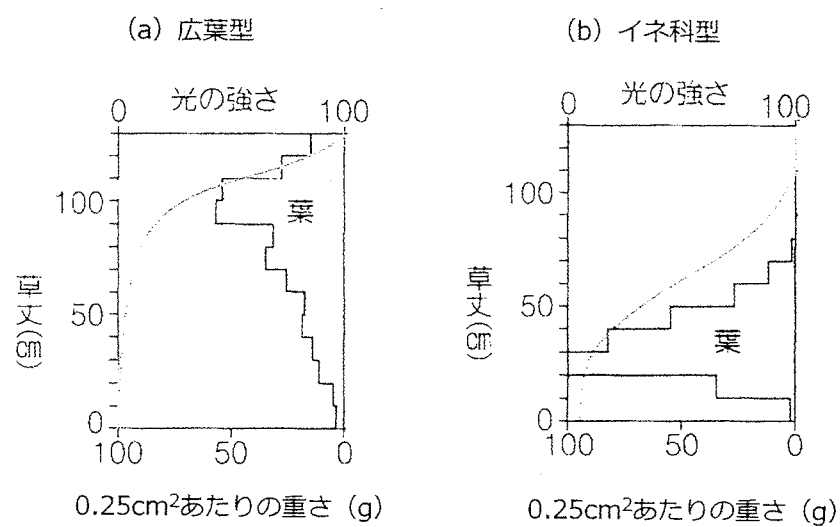 (a) 広葉型
0 光の強さ 100
100
50
0
草丈(cm)
葉
100 50 0
0.25cm²あたりの重さ (g)
(b) イネ科型
0 光の強さ 100
100
50
0
草丈(cm)
葉
100 50 0
0.25cm²あたりの重さ (g)